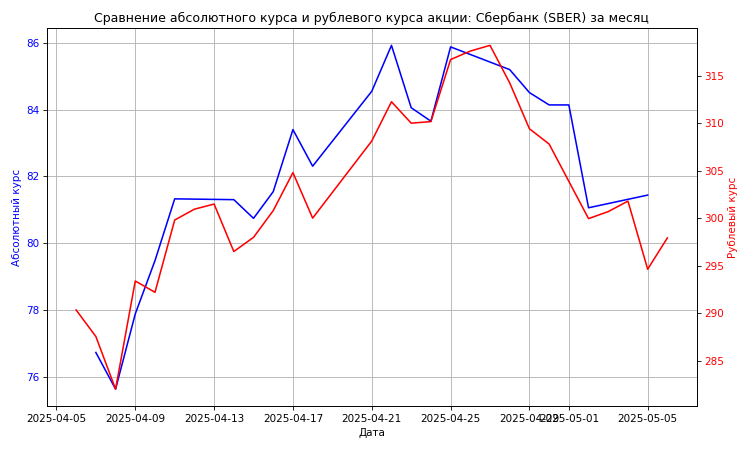 Сравнение абсолютного курса и рублевого курса акции: Сбербанк (SBER) за месяц
86
84
82
80
78
76
Абсолютный курс
315
310
305
300
295
290
285
Рублевый курс
2025-04-05 2025-04-09 2025-04-13 2025-04-17 2025-04-21 2025-04-25 2025-04-29 2025-05-01 2025-05-05
Дата